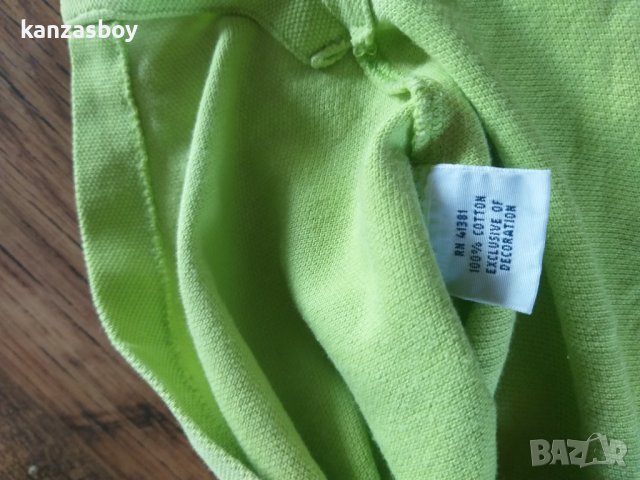 kanzasboy
RN 41381
100% COTTON
EXCLUSIVE OF
DECORATION
BAZAR